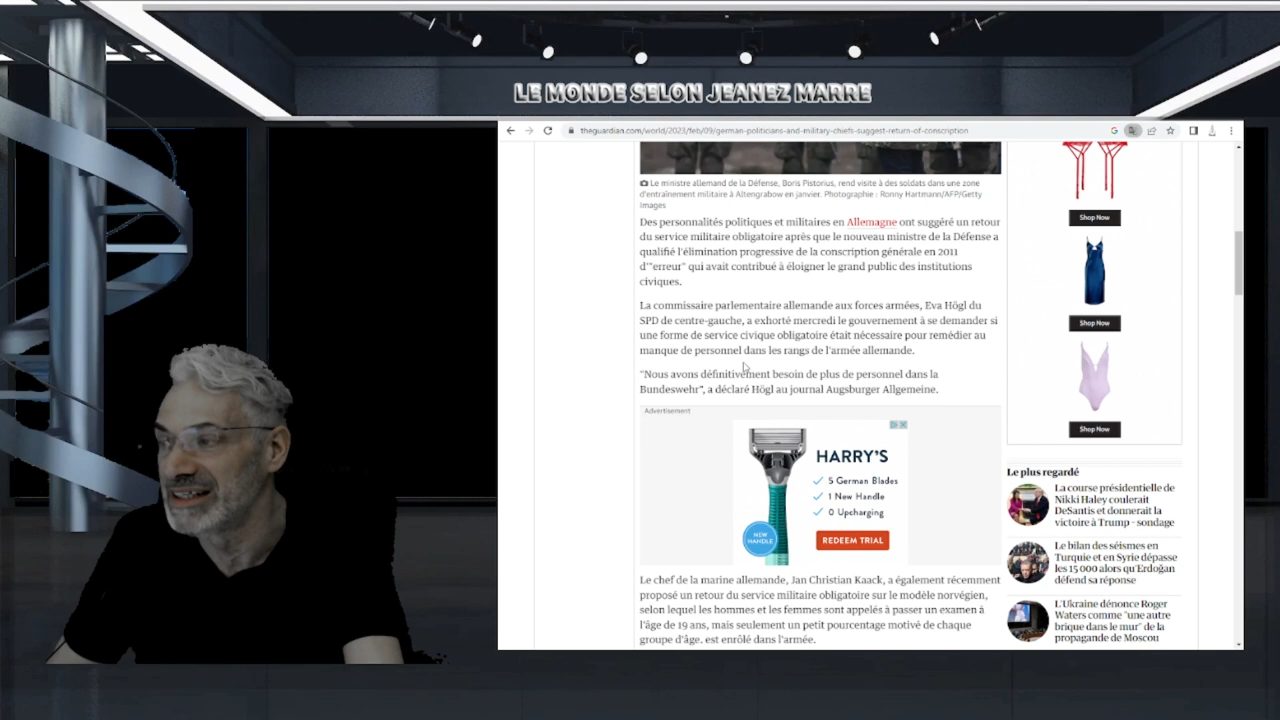 LE MONDE SELON JEANEZ MARRE
theguardian.com/world/2023/feb/09/german-politicians-and-military-chiefs-suggest-return-of-conscription
Le ministre allemand de la Défense, Boris Pistorius, rend visite à des soldats dans une zone
d'entraînement militaire à Altengrabow en janvier. Photographie : Ronny Hartmann/AFP/Getty
Images
Des personnalités politiques et militaires en Allemagne ont suggéré un retour
du service militaire obligatoire après que le nouveau ministre de la Défense a
qualifié l'élimination progressive de la conscription générale en 2011
d'"erreur" qui avait contribué à éloigner le grand public des institutions
civiques.
La commissaire parlementaire allemande aux forces armées, Eva Högl du
SPD de centre-gauche, a exhorté mercredi le gouvernement à se demander si
une forme de service civique obligatoire était nécessaire pour remédier au
manque de personnel dans les rangs de l'armée allemande.
"Nous avons définitivement besoin de plus de personnel dans la
Bundeswehr", a déclaré Högl au journal Augsburger Allgemeine.
Advertisement
HARRY'S
5 German Blades
1 New Handle
0 Upcharging
NEW
HANDLE
REDEEM TRIAL
Le chef de la marine allemande, Jan Christian Kaack, a également récemment
proposé un retour du service militaire obligatoire sur le modèle norvégien,
selon lequel les hommes et les femmes sont appelés à passer un examen à
l'âge de 19 ans, mais seulement un petit pourcentage motivé de chaque
groupe d'âge. est enrôlé dans l'armée.
Shop Now
Shop Now
Shop Now
Le plus regardé
La course présidentielle de
Nikki Haley coulerait
DeSantis et donnerait la
victoire à Trump - sondage
Le bilan des séismes en
Turquie et en Syrie dépasse
les 15 000 alors qu'Erdoğan
défend sa réponse
L'Ukraine dénonce Roger
Waters comme "une autre
brique dans le mur" de la
propagande de Moscou